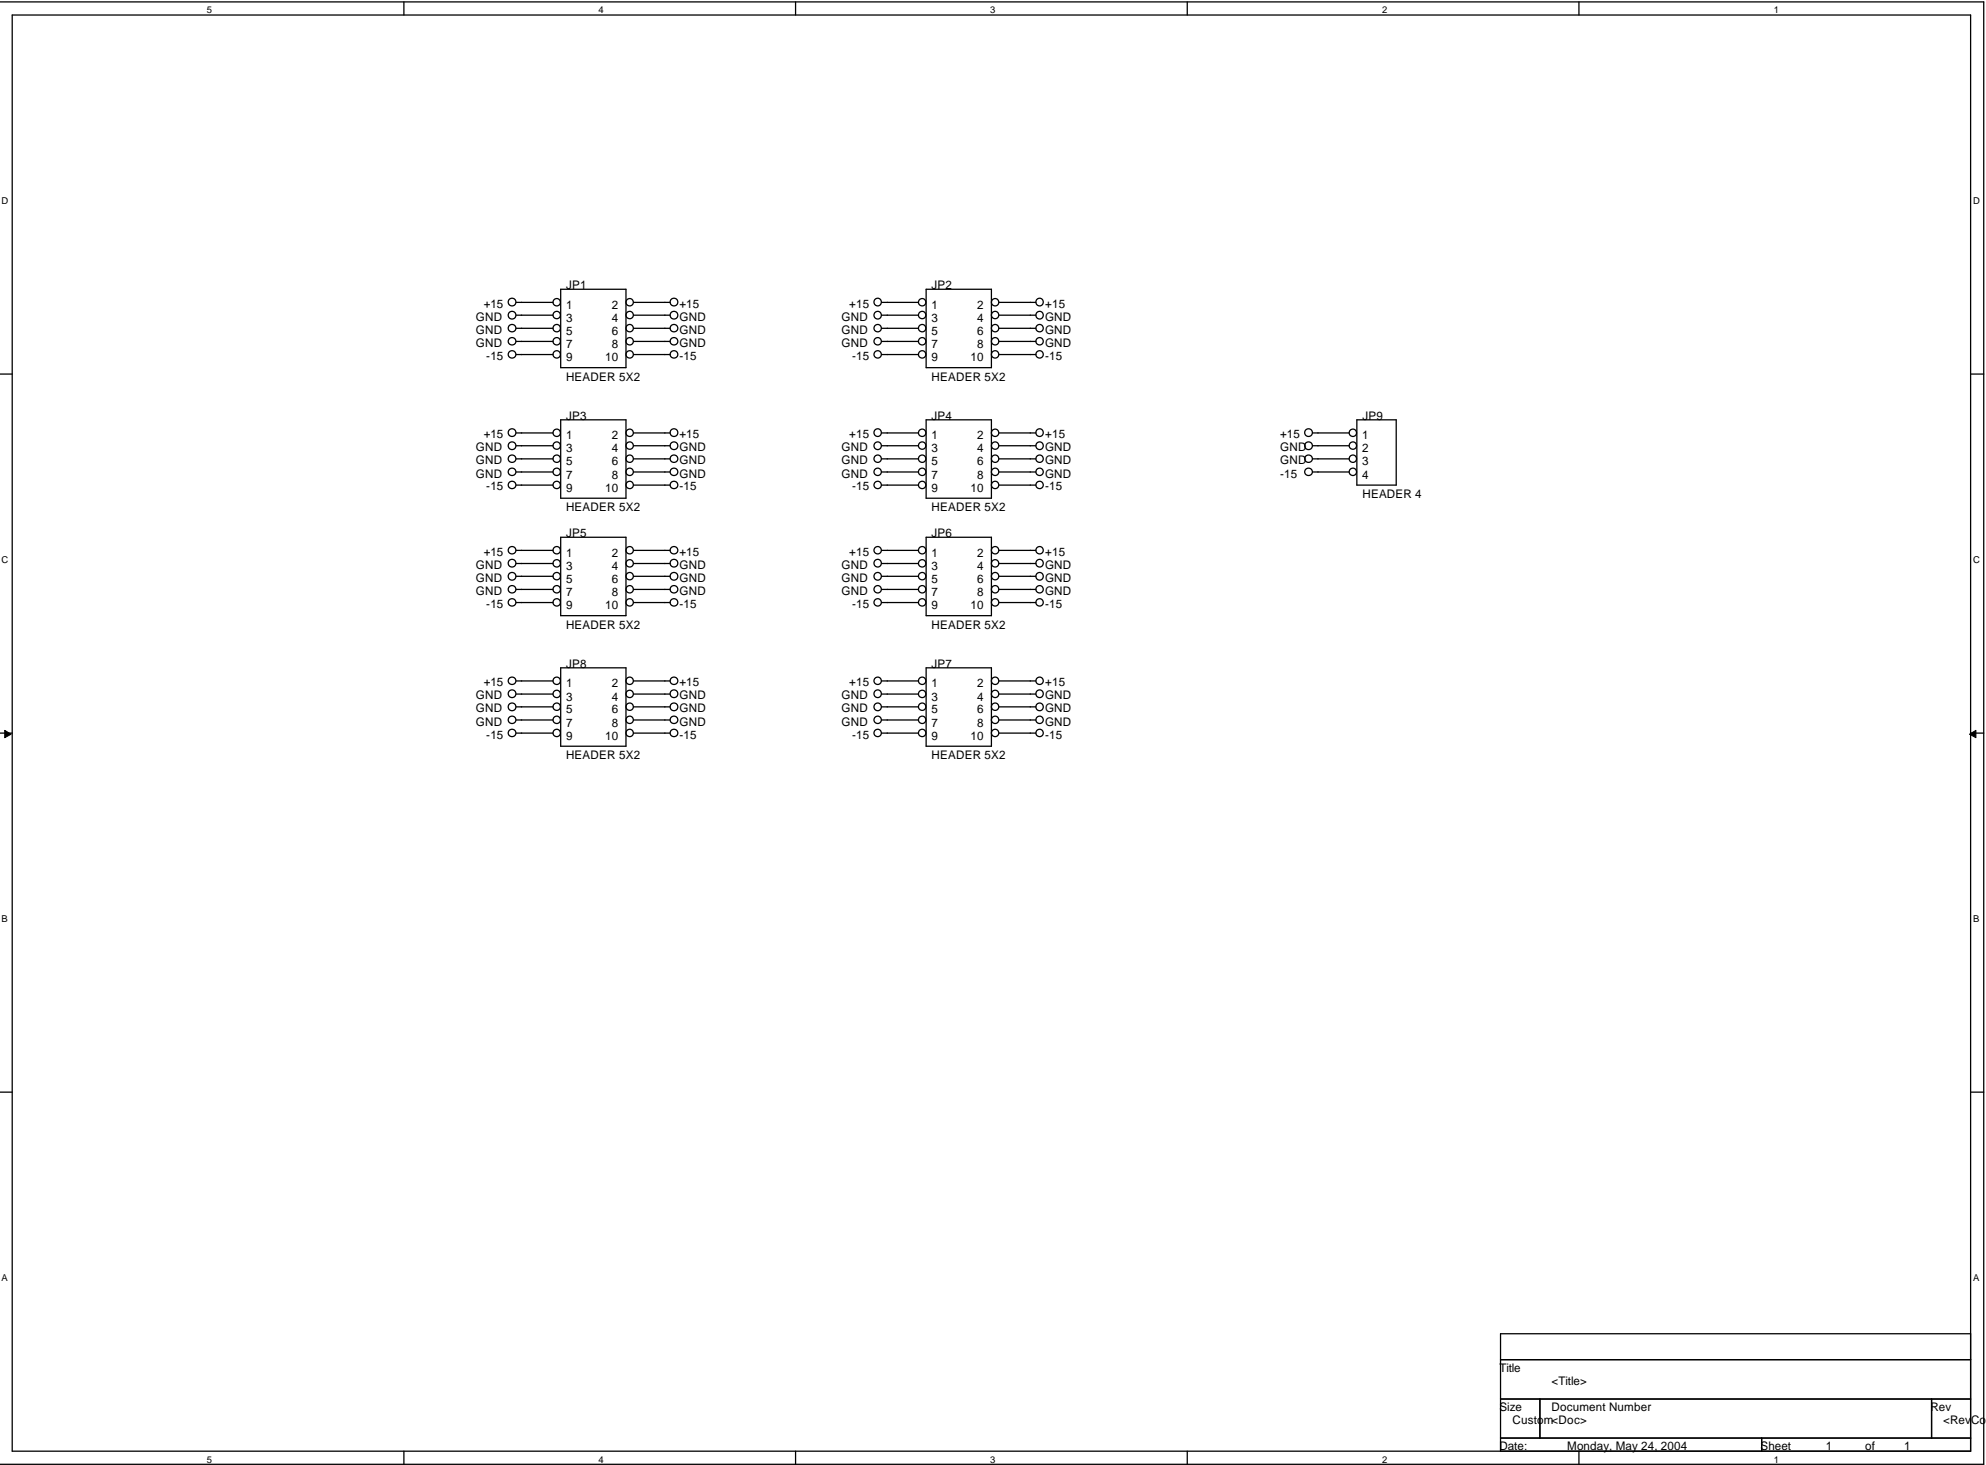 5 4 3 2 1
D D
JP1 JP2
+15 1 2 +15 +15 1 2 +15
GND 3 4 GND GND 3 4 GND
GND 5 6 GND GND 5 6 GND
GND 7 8 GND GND 7 8 GND
-15 9 10 -15 -15 9 10 -15
HEADER 5X2 HEADER 5X2
JP3 JP4 JP9
+15 1 2 +15 +15 1 2 +15 +15 1
GND 3 4 GND GND 3 4 GND GND 2
GND 5 6 GND GND 5 6 GND GND 3
GND 7 8 GND GND 7 8 GND -15 4
-15 9 10 -15 -15 9 10 -15
HEADER 4
HEADER 5X2 HEADER 5X2
JP5 JP6
+15 1 2 +15 +15 1 2 +15
C C
GND 3 4 GND GND 3 4 GND
GND 5 6 GND GND 5 6 GND
GND 7 8 GND GND 7 8 GND
-15 9 10 -15 -15 9 10 -15
HEADER 5X2 HEADER 5X2
JP8 JP7
+15 1 2 +15 +15 1 2 +15
GND 3 4 GND GND 3 4 GND
GND 5 6 GND GND 5 6 GND
GND 7 8 GND GND 7 8 GND
-15 9 10 -15 -15 9 10 -15
HEADER 5X2 HEADER 5X2
B B
A A
Title
<Title>
Size Document Number Rev
Custom <Doc> <RevCo
Date: Monday, May 24, 2004 Sheet 1 of 1
5 4 3 2 1